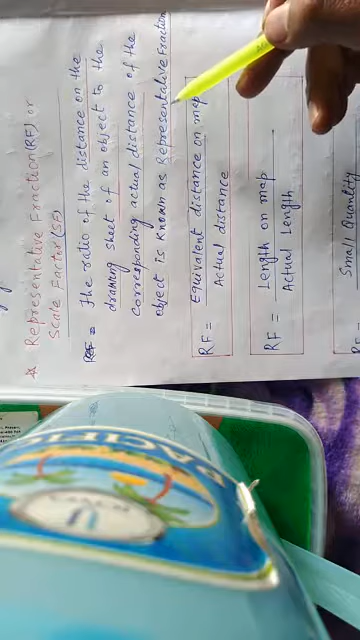 * Representative Fraction (RF) or
Scale Factor (SF)
RF = The ratio of the distance on the
drawing sheet of an object to the
corresponding actual distance of the
object is known as Representative Fraction
RF = Equivalent distance on map
Actual distance
RF = Length on map
Actual Length
RF Small Quantity
PACIFIC